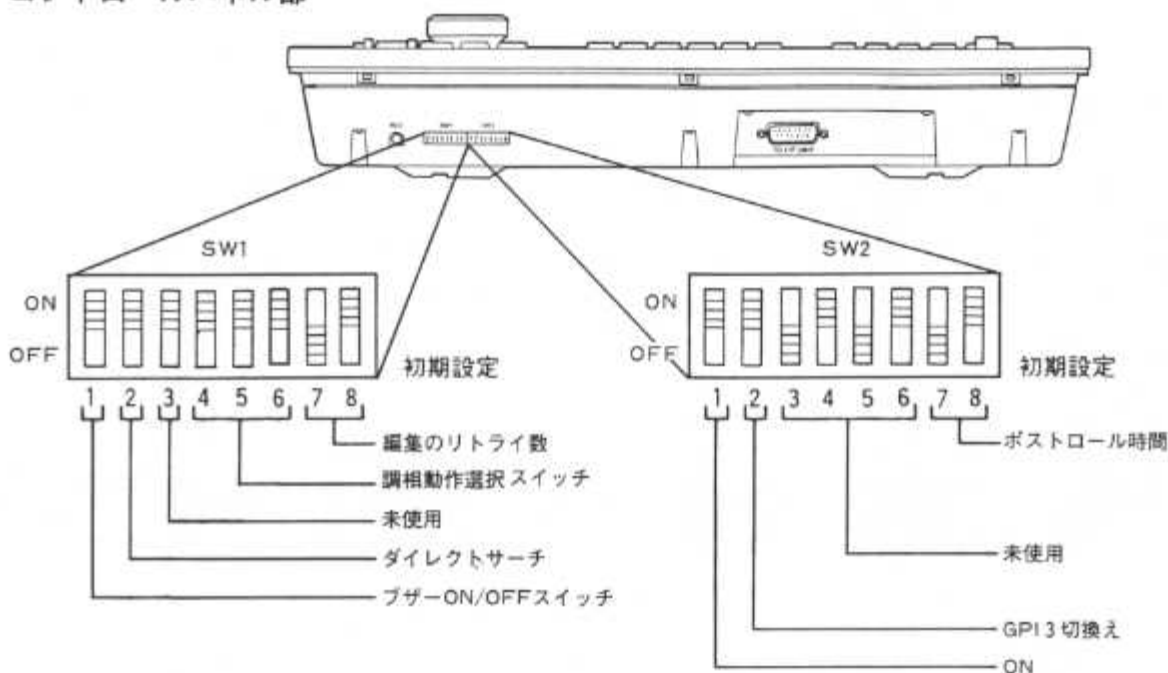 SW1
ON
OFF
初期設定
1 2 3 4 5 6 7 8
編集のリトライ数
調相動作選択スイッチ
未使用
ダイレクトサーチ
ブザーON/OFFスイッチ
SW2
ON
OFF
初期設定
1 2 3 4 5 6 7 8
ポストロール時間
未使用
GPI 3 切換え
ON